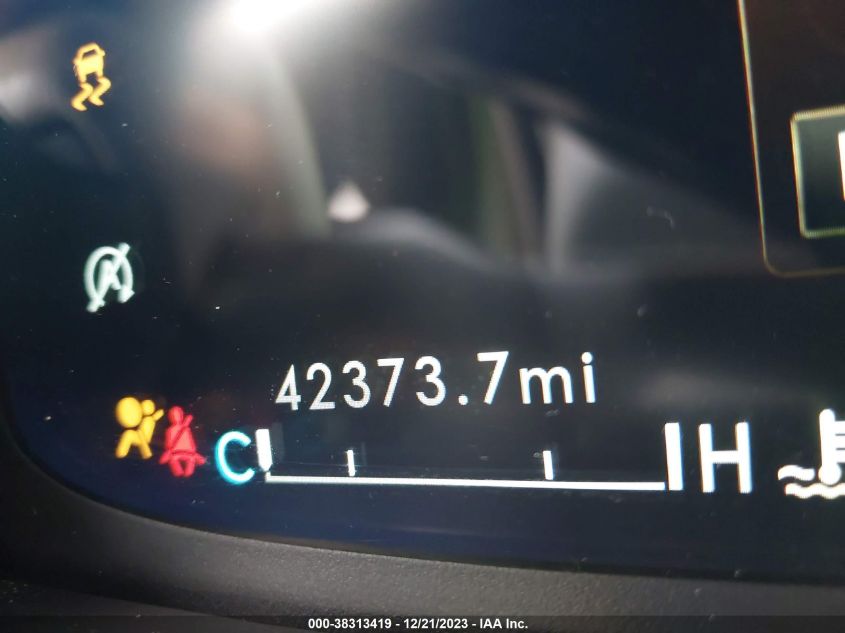 42373.7mi
C H
000-38313419 - 12/21/2023 - IAA Inc.